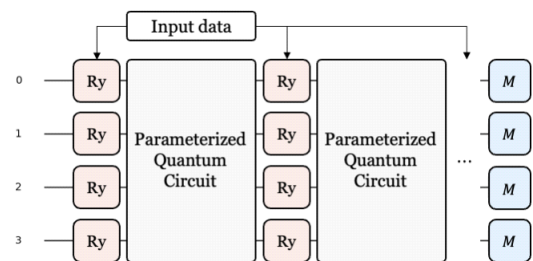 Input data
0 Ry Ry M
1 Ry Ry M
Parameterized Quantum Circuit
Parameterized Quantum Circuit
...
2 Ry Ry M
3 Ry Ry M